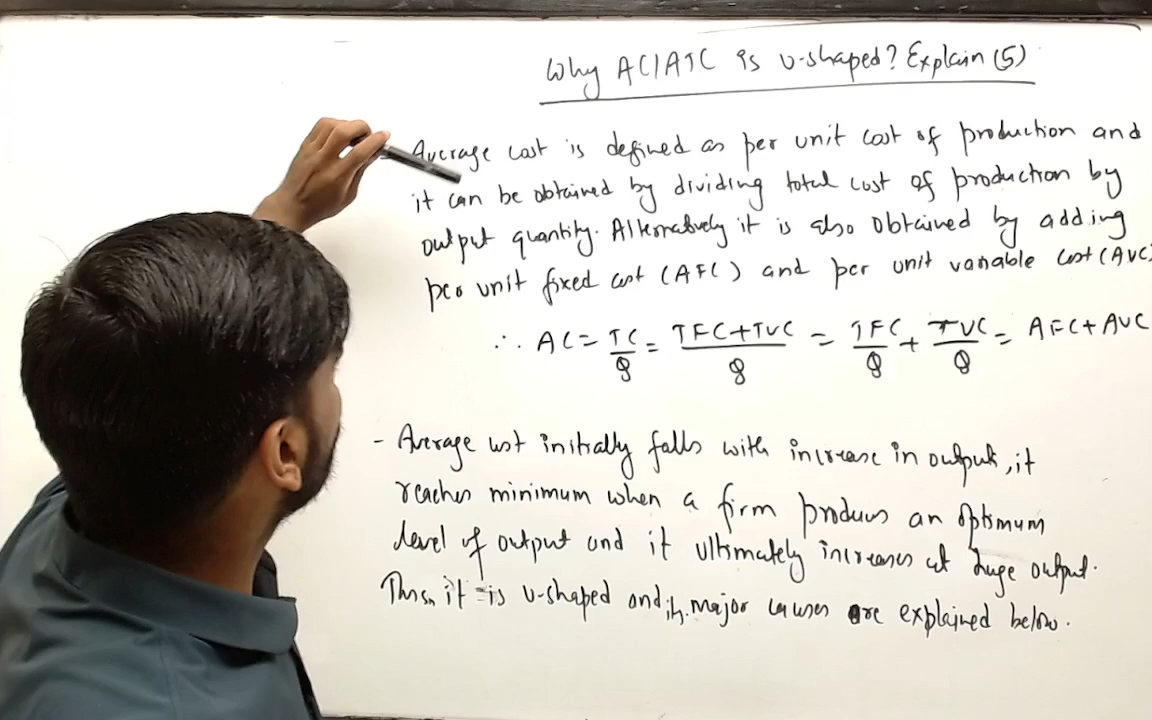 Why AC/ATC is U-shaped? Explain (5)
Average cost is defined as per unit cost of production and
it can be obtained by dividing total cost of production by
output quantity. Alternatively it is also obtained by adding
per unit fixed cost (AFC) and per unit variable cost (AVC)
∴ AC = TC/Q = TFC+TVC/Q = TFC/Q + TVC/Q = AFC + AVC
- Average cost initially falls with increase in output, it
reaches minimum when a firm produces an optimum
level of output and it ultimately increases at huge output.
Thus, it is U-shaped and its major causes are explained below.